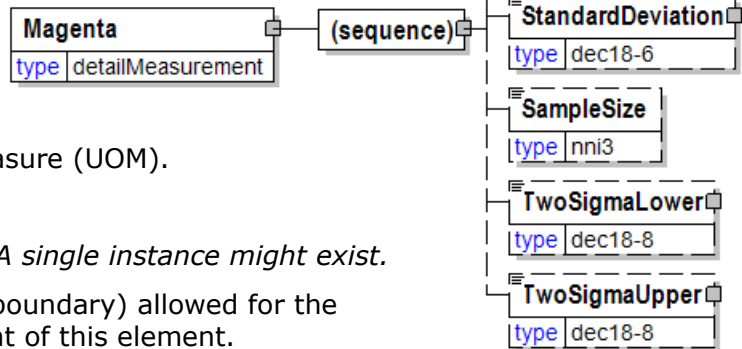 Magenta
type detailMeasurement
(sequence)
StandardDeviation
type dec18-6
SampleSize
type nni3
TwoSigmaLower
type dec18-8
TwoSigmaUpper
type dec18-8
asure (UOM).
A single instance might exist.
boundary) allowed for the
nt of this element.